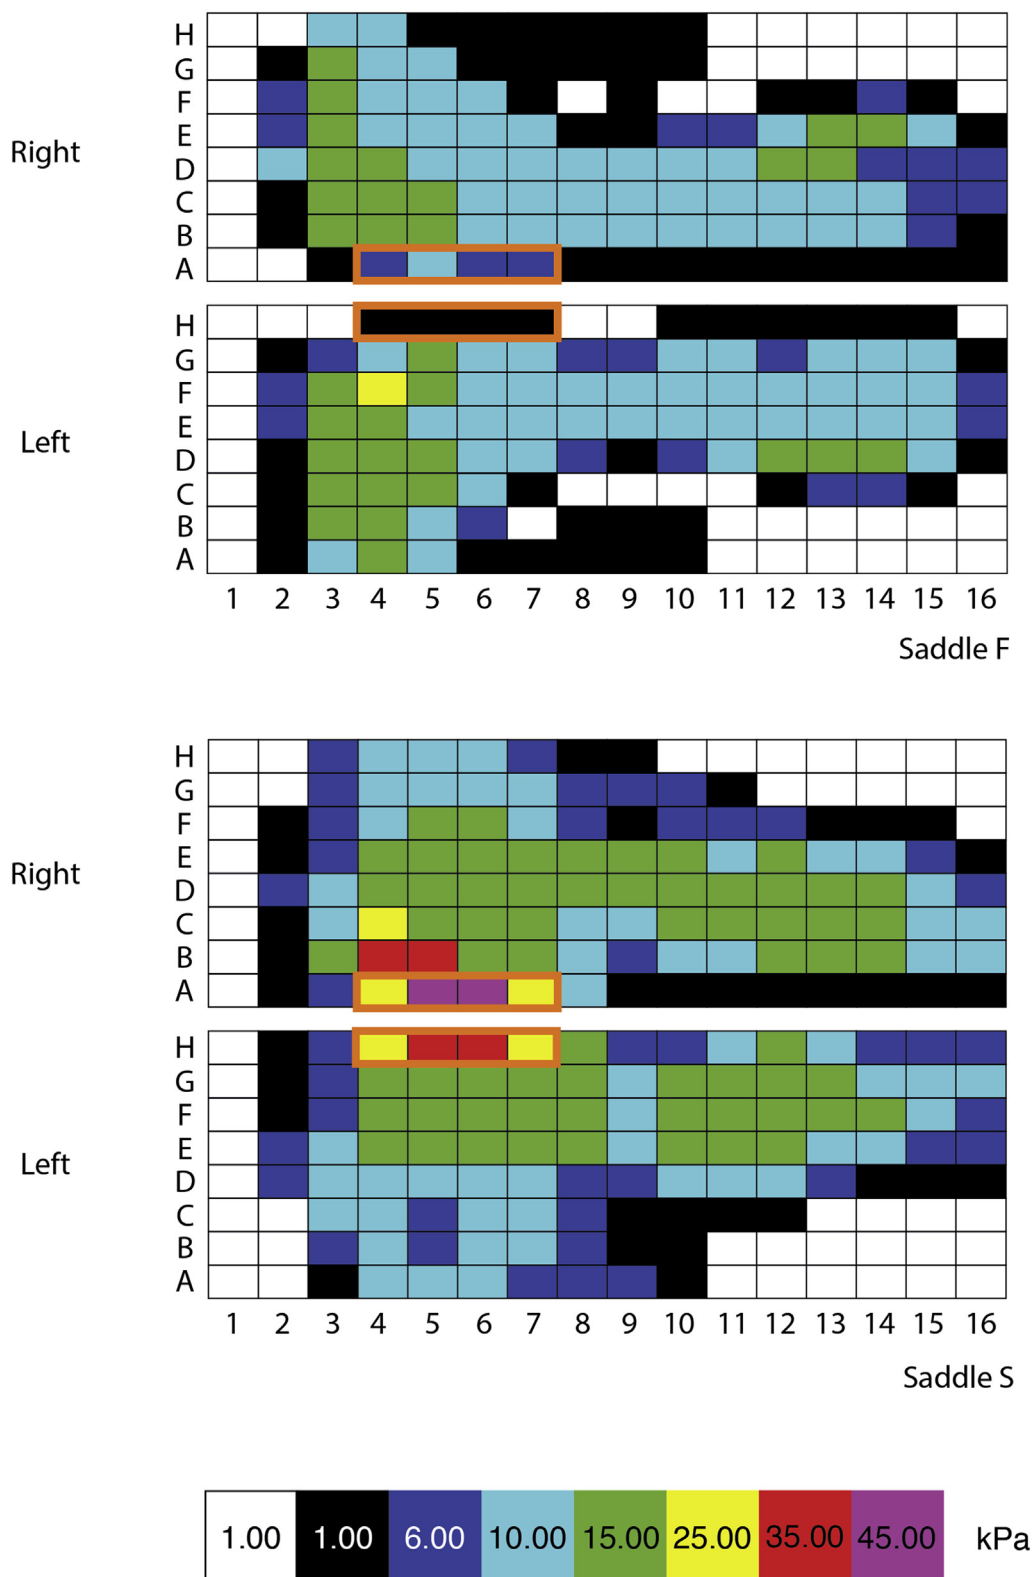 H
G
F
E
Right
D
C
B
A
H
G
F
E
Left
D
C
B
A
1 2 3 4 5 6 7 8 9 10 11 12 13 14 15 16
Saddle F
H
G
F
E
Right
D
C
B
A
H
G
F
E
Left
D
C
B
A
1 2 3 4 5 6 7 8 9 10 11 12 13 14 15 16
Saddle S
1.00 1.00 6.00 10.00 15.00 25.00 35.00 45.00 kPa